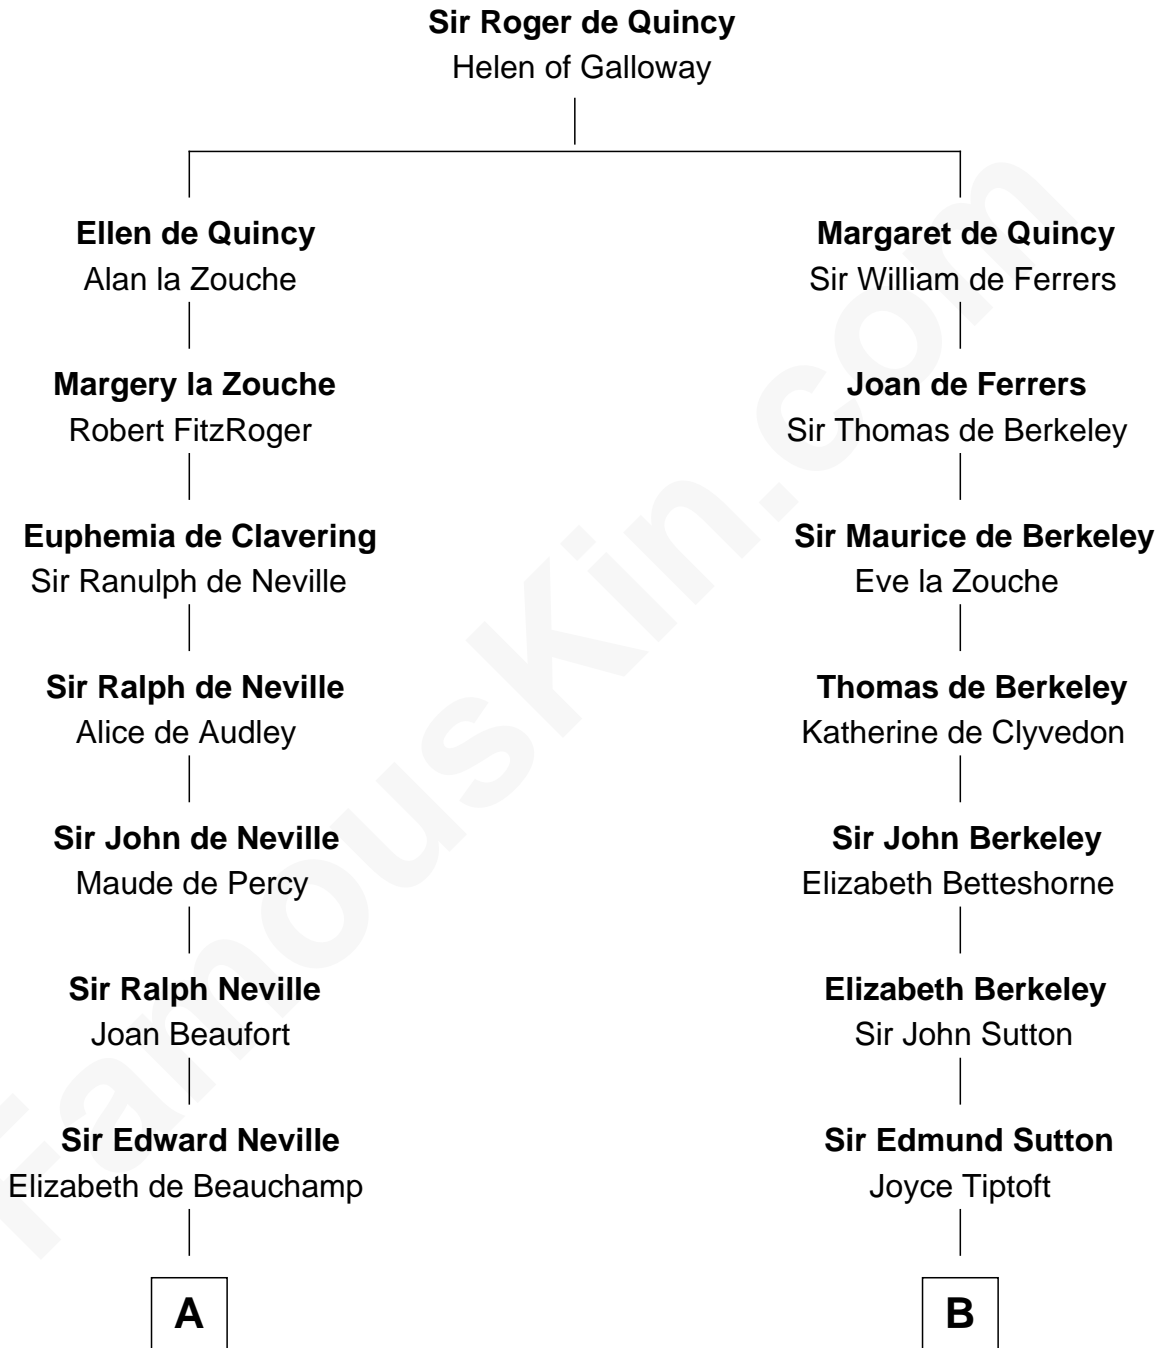 Sir Roger de Quincy
Helen of Galloway
Ellen de Quincy
Alan la Zouche
Margaret de Quincy
Sir William de Ferrers
Margery la Zouche
Robert FitzRoger
Joan de Ferrers
Sir Thomas de Berkeley
Euphemia de Clavering
Sir Ranulph de Neville
Sir Maurice de Berkeley
Eve la Zouche
Sir Ralph de Neville
Alice de Audley
Thomas de Berkeley
Katherine de Clyvedon
Sir John de Neville
Maude de Percy
Sir John Berkeley
Elizabeth Betteshorne
Sir Ralph Neville
Joan Beaufort
Elizabeth Berkeley
Sir John Sutton
Sir Edward Neville
Elizabeth de Beauchamp
Sir Edmund Sutton
Joyce Tiptoft
A
B
FamousKin.com